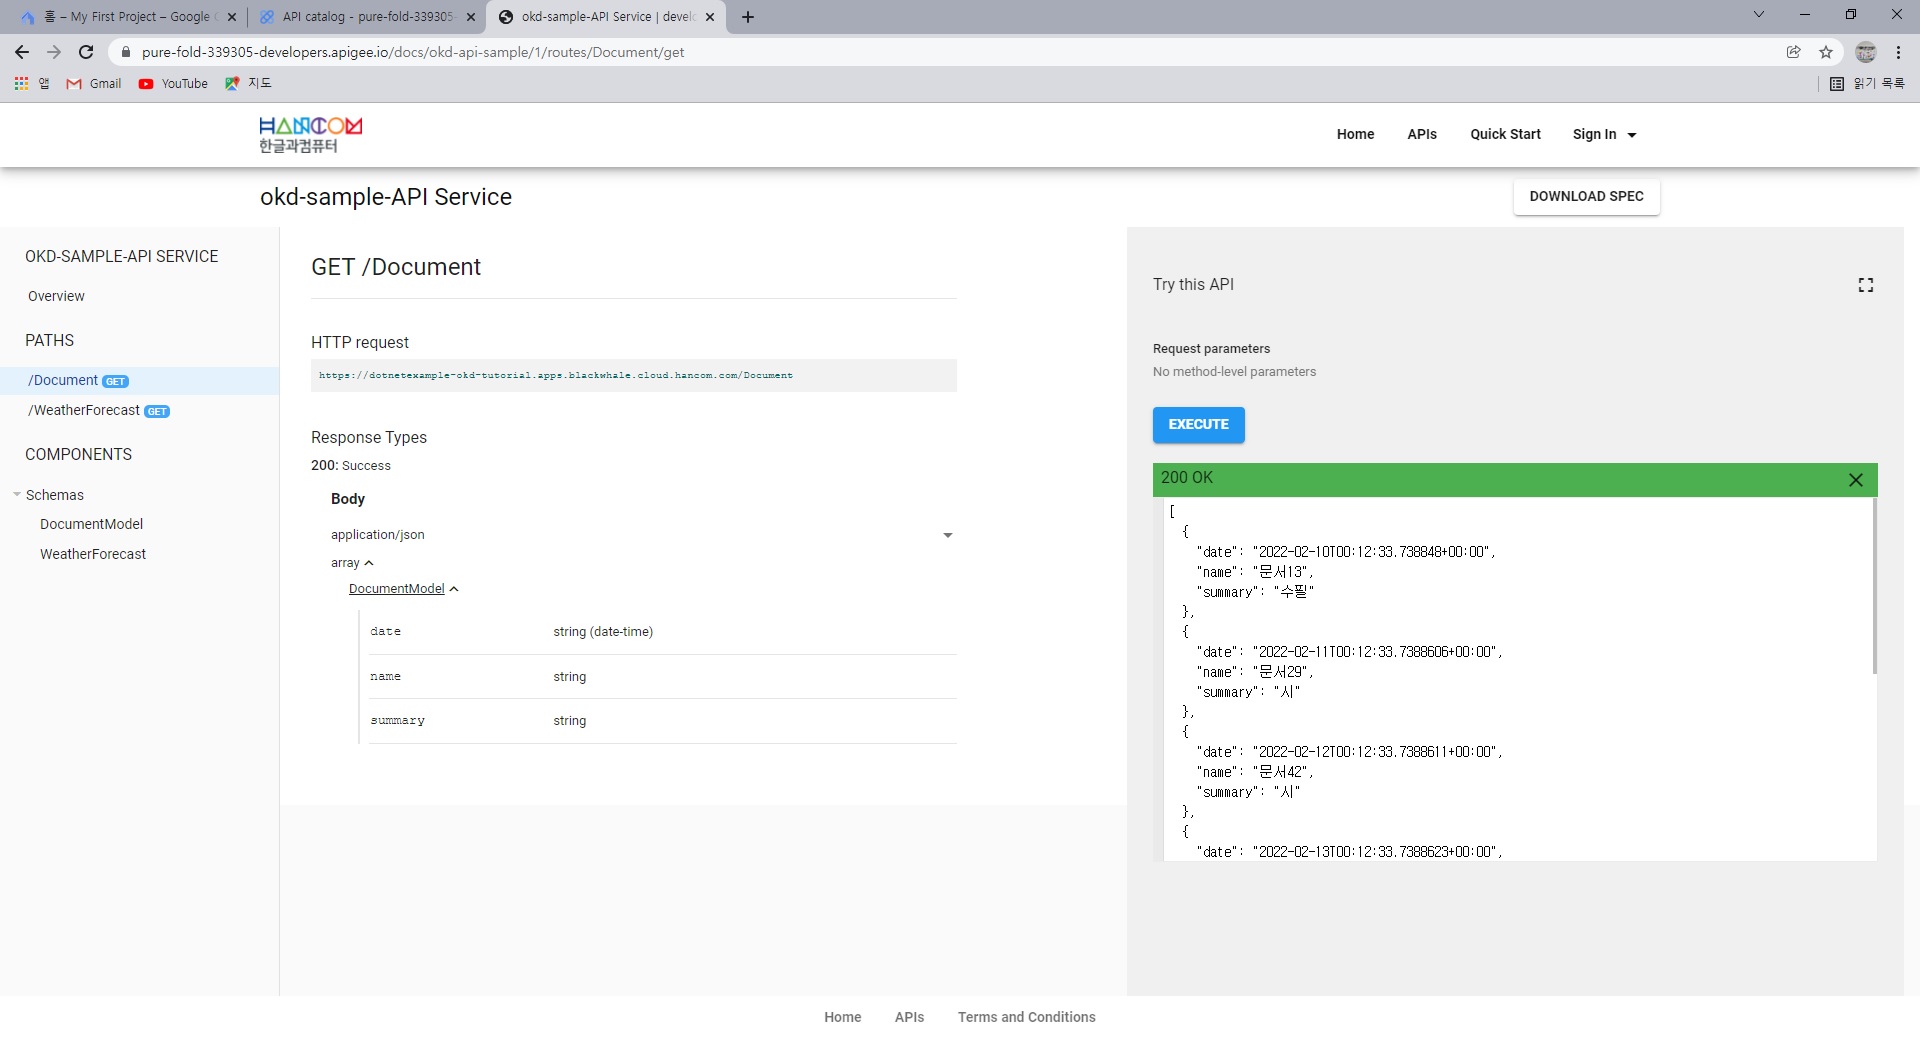 홈 – My First Project – Google C
API catalog - pure-fold-339305-
okd-sample-API Service | devel
pure-fold-339305-developers.apigee.io/docs/okd-api-sample/1/routes/Document/get
앱
Gmail
YouTube
지도
읽기 목록
HANCOM
한글과컴퓨터
Home
APIs
Quick Start
Sign In
okd-sample-API Service
DOWNLOAD SPEC
OKD-SAMPLE-API SERVICE
Overview
PATHS
/Document GET
/WeatherForecast GET
COMPONENTS
Schemas
DocumentModel
WeatherForecast
GET /Document
HTTP request
https://dotnetexample-okd-tutorial.apps.blackwhale.cloud.hancom.com/Document
Response Types
200: Success
Body
application/json
array
DocumentModel
date string (date-time)
name string
summary string
Try this API
Request parameters
No method-level parameters
EXECUTE
200 OK
[
{
"date": "2022-02-10T00:12:33.738848+00:00",
"name": "문서13",
"summary": "수필"
},
{
"date": "2022-02-11T00:12:33.7388606+00:00",
"name": "문서29",
"summary": "시"
},
{
"date": "2022-02-12T00:12:33.7388611+00:00",
"name": "문서42",
"summary": "시"
},
{
"date": "2022-02-13T00:12:33.7388623+00:00",
Home
APIs
Terms and Conditions